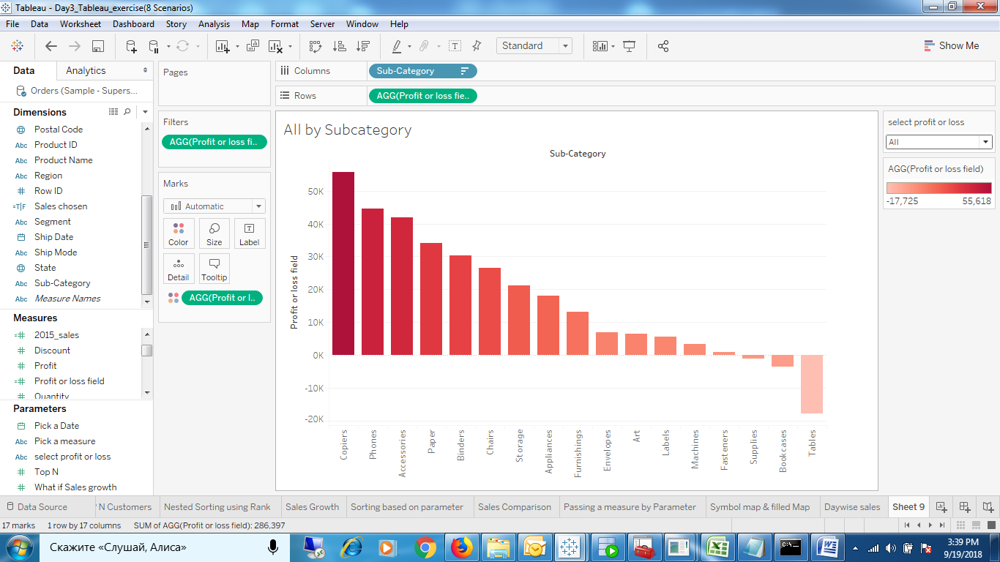 Tableau - Day3_Tableau_exercise(8 Scenarios)
File Data Worksheet Dashboard Story Analysis Map Format Server Window Help
Standard
Show Me
Data Analytics
Orders (Sample - Supers...
Dimensions
Postal Code
Abc Product ID
Abc Product Name
Abc Region
# Row ID
=T|F Sales chosen
Abc Segment
Ship Date
Abc Ship Mode
State
Abc Sub-Category
Abc Measure Names
Measures
=# 2015_sales
# Discount
# Profit
=# Profit or loss field
# Quantity
Parameters
Pick a Date
Abc Pick a measure
Abc select profit or loss
# Top N
# What if Sales growth
Pages
Filters
AGG(Profit or loss fi..
Marks
Automatic
Color Size Label
Detail Tooltip
AGG(Profit or l..
Columns Sub-Category
Rows AGG(Profit or loss fie..
All by Subcategory
Sub-Category
Profit or loss field
50K
40K
30K
20K
10K
0K
-10K
-20K
Copiers
Phones
Accessories
Paper
Binders
Chairs
Storage
Appliances
Furnishings
Envelopes
Art
Labels
Machines
Fasteners
Supplies
Bookcases
Tables
select profit or loss
All
AGG(Profit or loss field)
-17,725 55,618
Data Source N Customers Nested Sorting using Rank Sales Growth Sorting based on parameter Sales Comparison Passing a measure by Parameter Symbol map & filled Map Daywise sales Sheet 9
17 marks 1 row by 17 columns SUM of AGG(Profit or loss field): 286,397
Скажите «Слушай, Алиса»
3:39 PM
9/19/2018